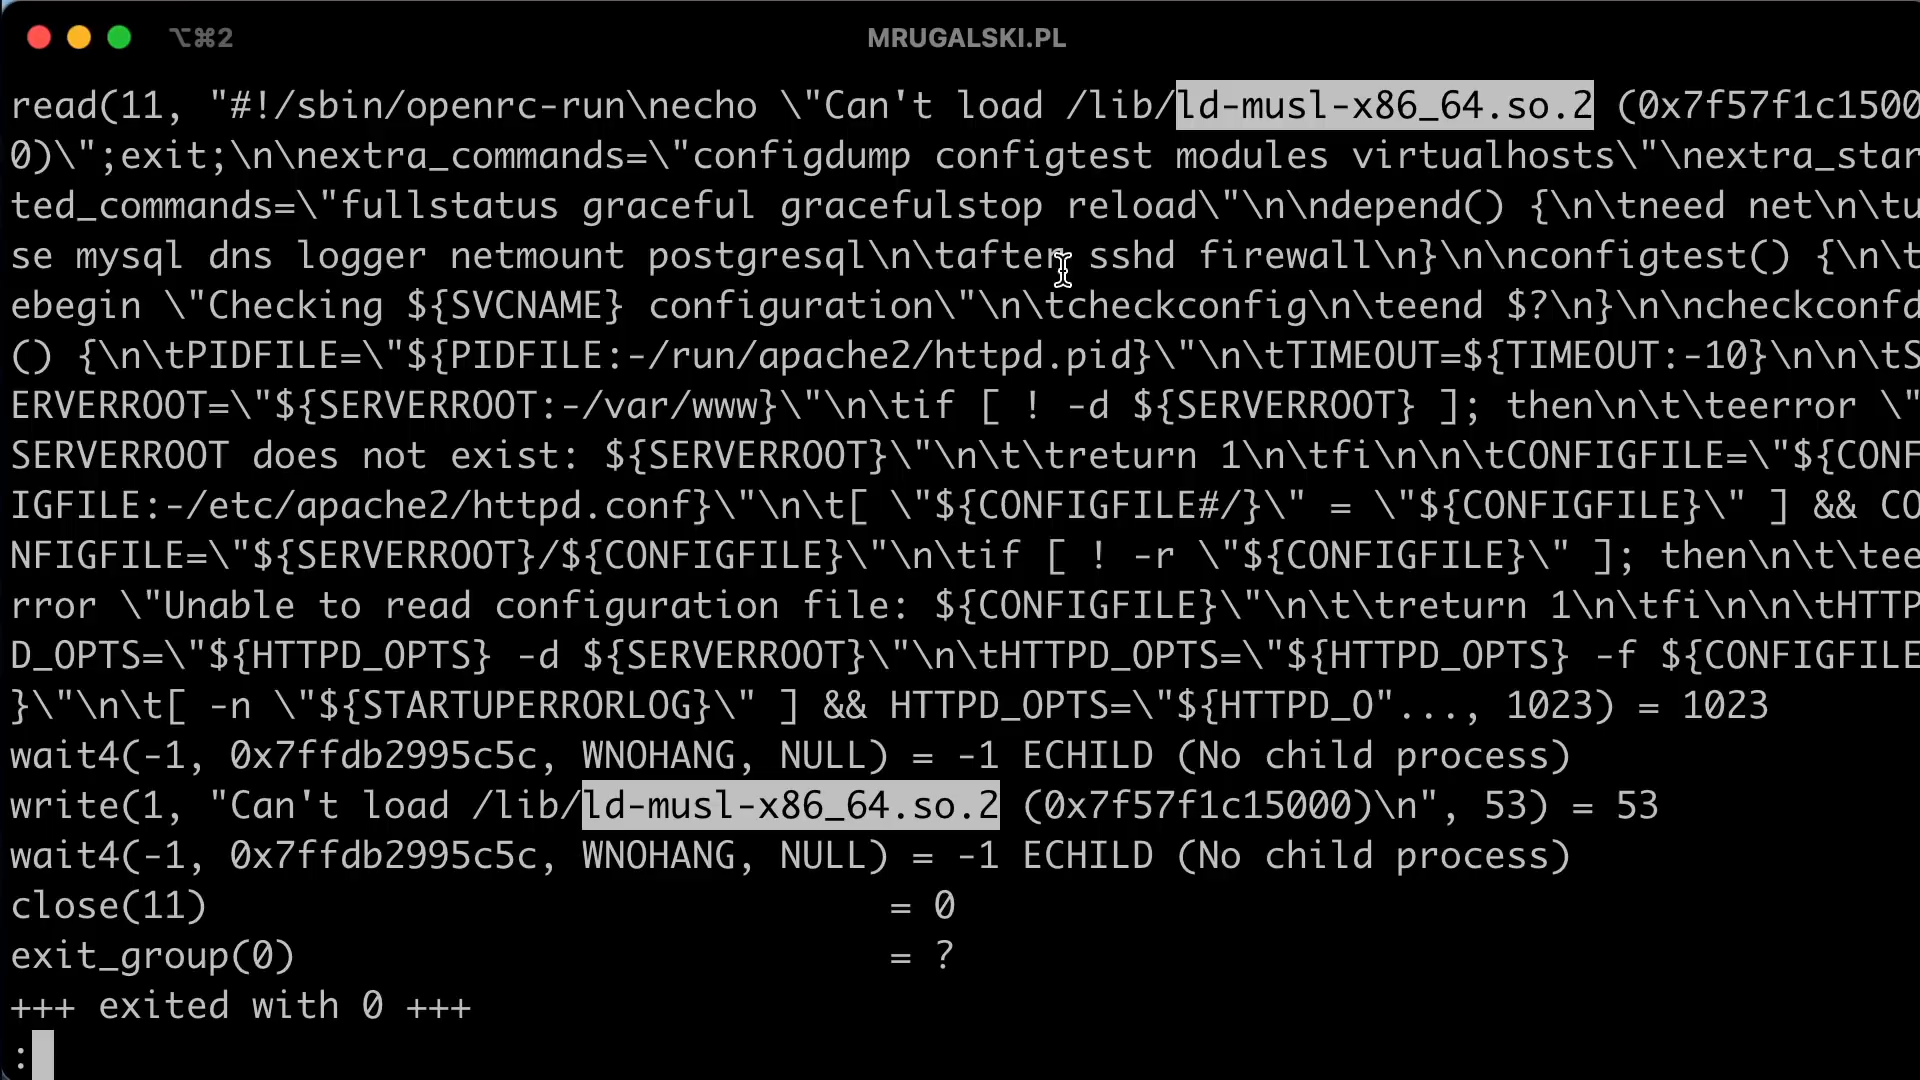 ⌥⌘2
MRUGALSKI.PL
read(11, "#!/sbin/openrc-run\necho \"Can't load /lib/ld-musl-x86_64.so.2 (0x7f57f1c1500
0)\";exit;\n\nextra_commands=\"configdump configtest modules virtualhosts\"\nextra_star
ted_commands=\"fullstatus graceful gracefulstop reload\"\n\ndepend() {\n\tneed net\n\tu
se mysql dns logger netmount postgresql\n\tafter sshd firewall\n}\n\nconfigtest() {\n\t
ebegin \"Checking ${SVCNAME} configuration\"\n\tcheckconfig\n\teend $?\n}\n\ncheckconfd
() {\n\tPIDFILE=\"${PIDFILE:-/run/apache2/httpd.pid}\"\n\tTIMEOUT=${TIMEOUT:-10}\n\n\tS
ERVERROOT=\"${SERVERROOT:-/var/www}\"\n\tif [ ! -d ${SERVERROOT} ]; then\n\t\teerror \"
SERVERROOT does not exist: ${SERVERROOT}\"\n\t\treturn 1\n\tfi\n\n\tCONFIGFILE=\"${CONF
IGFILE:-/etc/apache2/httpd.conf}\"\n\t[ \"${CONFIGFILE#/}\" = \"${CONFIGFILE}\" ] && CO
NFIGFILE=\"${SERVERROOT}/${CONFIGFILE}\"\n\tif [ ! -r \"${CONFIGFILE}\" ]; then\n\t\tee
rror \"Unable to read configuration file: ${CONFIGFILE}\"\n\t\treturn 1\n\tfi\n\n\tHTTP
D_OPTS=\"${HTTPD_OPTS} -d ${SERVERROOT}\"\n\tHTTPD_OPTS=\"${HTTPD_OPTS} -f ${CONFIGFILE
}\"\n\t[ -n \"${STARTUPERRORLOG}\" ] && HTTPD_OPTS=\"${HTTPD_O"..., 1023) = 1023
wait4(-1, 0x7ffdb2995c5c, WNOHANG, NULL) = -1 ECHILD (No child process)
write(1, "Can't load /lib/ld-musl-x86_64.so.2 (0x7f57f1c15000)\n", 53) = 53
wait4(-1, 0x7ffdb2995c5c, WNOHANG, NULL) = -1 ECHILD (No child process)
close(11) = 0
exit_group(0) = ?
+++ exited with 0 +++
: